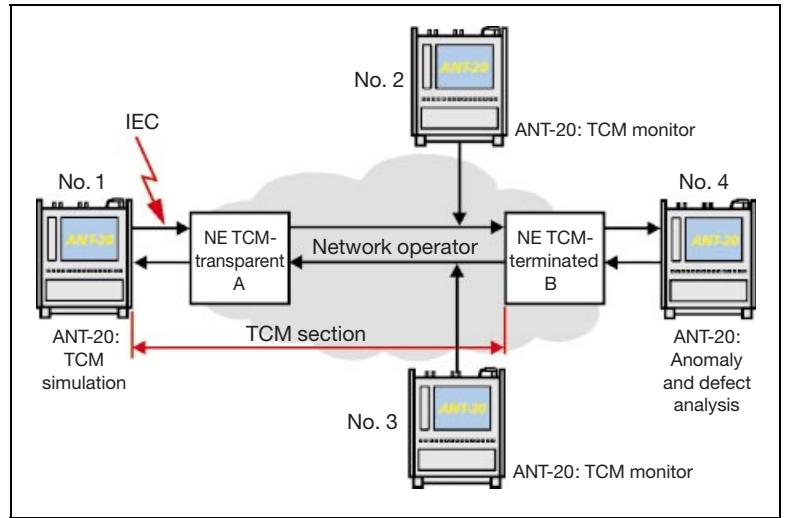 ANT-20
No. 2
ANT-20: TCM monitor
IEC
No. 1
ANT-20
ANT-20:
TCM
simulation
NE TCM-
transparent
A
Network operator
NE TCM-
terminated
B
No. 4
ANT-20
ANT-20:
Anomaly
and defect
analysis
TCM section
No. 3
ANT-20
ANT-20: TCM monitor